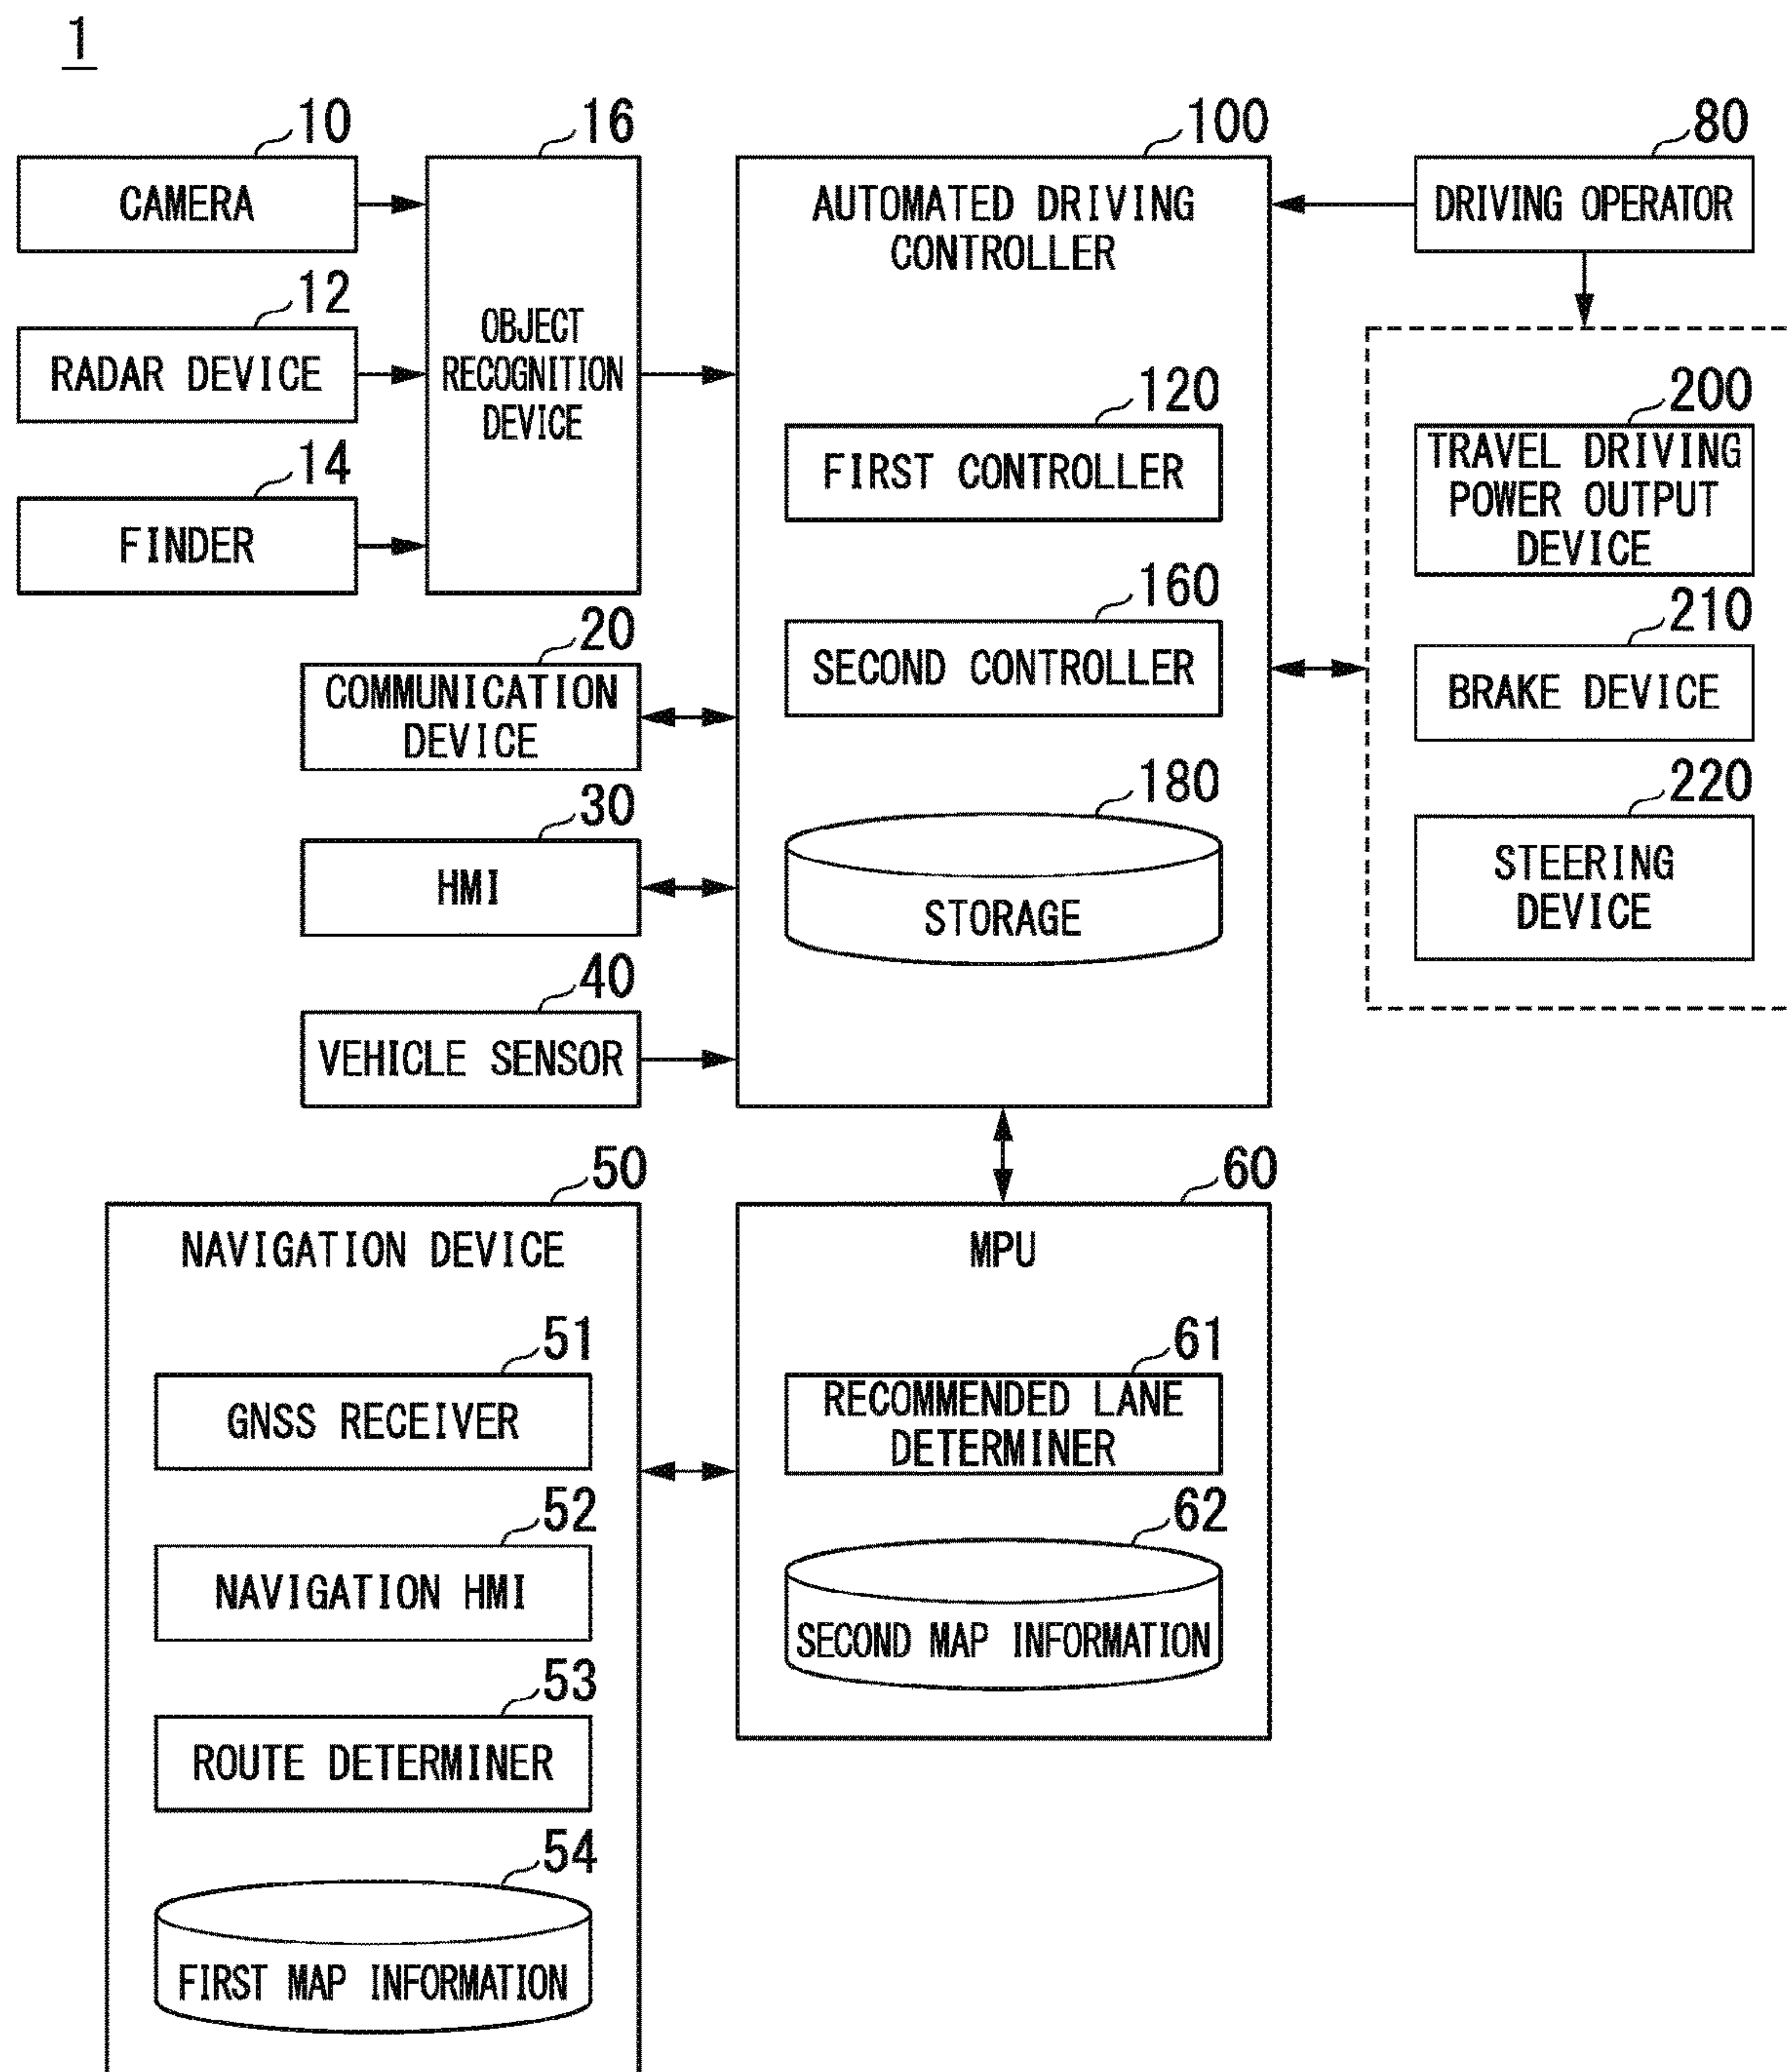 1
10
CAMERA
12
RADAR DEVICE
14
FINDER
16
OBJECT
RECOGNITION
DEVICE
20
COMMUNICATION
DEVICE
30
HMI
40
VEHICLE SENSOR
100
AUTOMATED DRIVING
CONTROLLER
120
FIRST CONTROLLER
160
SECOND CONTROLLER
180
STORAGE
80
DRIVING OPERATOR
200
TRAVEL DRIVING
POWER OUTPUT
DEVICE
210
BRAKE DEVICE
220
STEERING
DEVICE
50
NAVIGATION DEVICE
51
GNSS RECEIVER
52
NAVIGATION HMI
53
ROUTE DETERMINER
54
FIRST MAP INFORMATION
60
MPU
61
RECOMMENDED LANE
DETERMINER
62
SECOND MAP INFORMATION